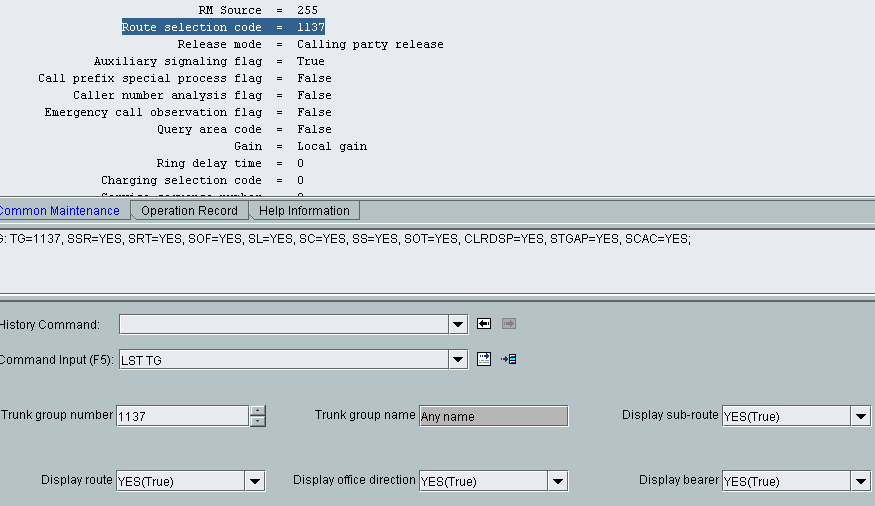 RM Source = 255
Route selection code = 1137
Release mode = Calling party release
Auxiliary signaling flag = True
Call prefix special process flag = False
Caller number analysis flag = False
Emergency call observation flag = False
Query area code = False
Gain = Local gain
Ring delay time = 0
Charging selection code = 0
Common Maintenance Operation Record Help Information
G: TG=1137, SSR=YES, SRT=YES, SOF=YES, SL=YES, SC=YES, SS=YES, SOT=YES, CLRDSP=YES, STGAP=YES, SCAC=YES;
History Command:
Command Input (F5): LST TG
Trunk group number 1137 Trunk group name Any name Display sub-route YES(True)
Display route YES(True) Display office direction YES(True) Display bearer YES(True)